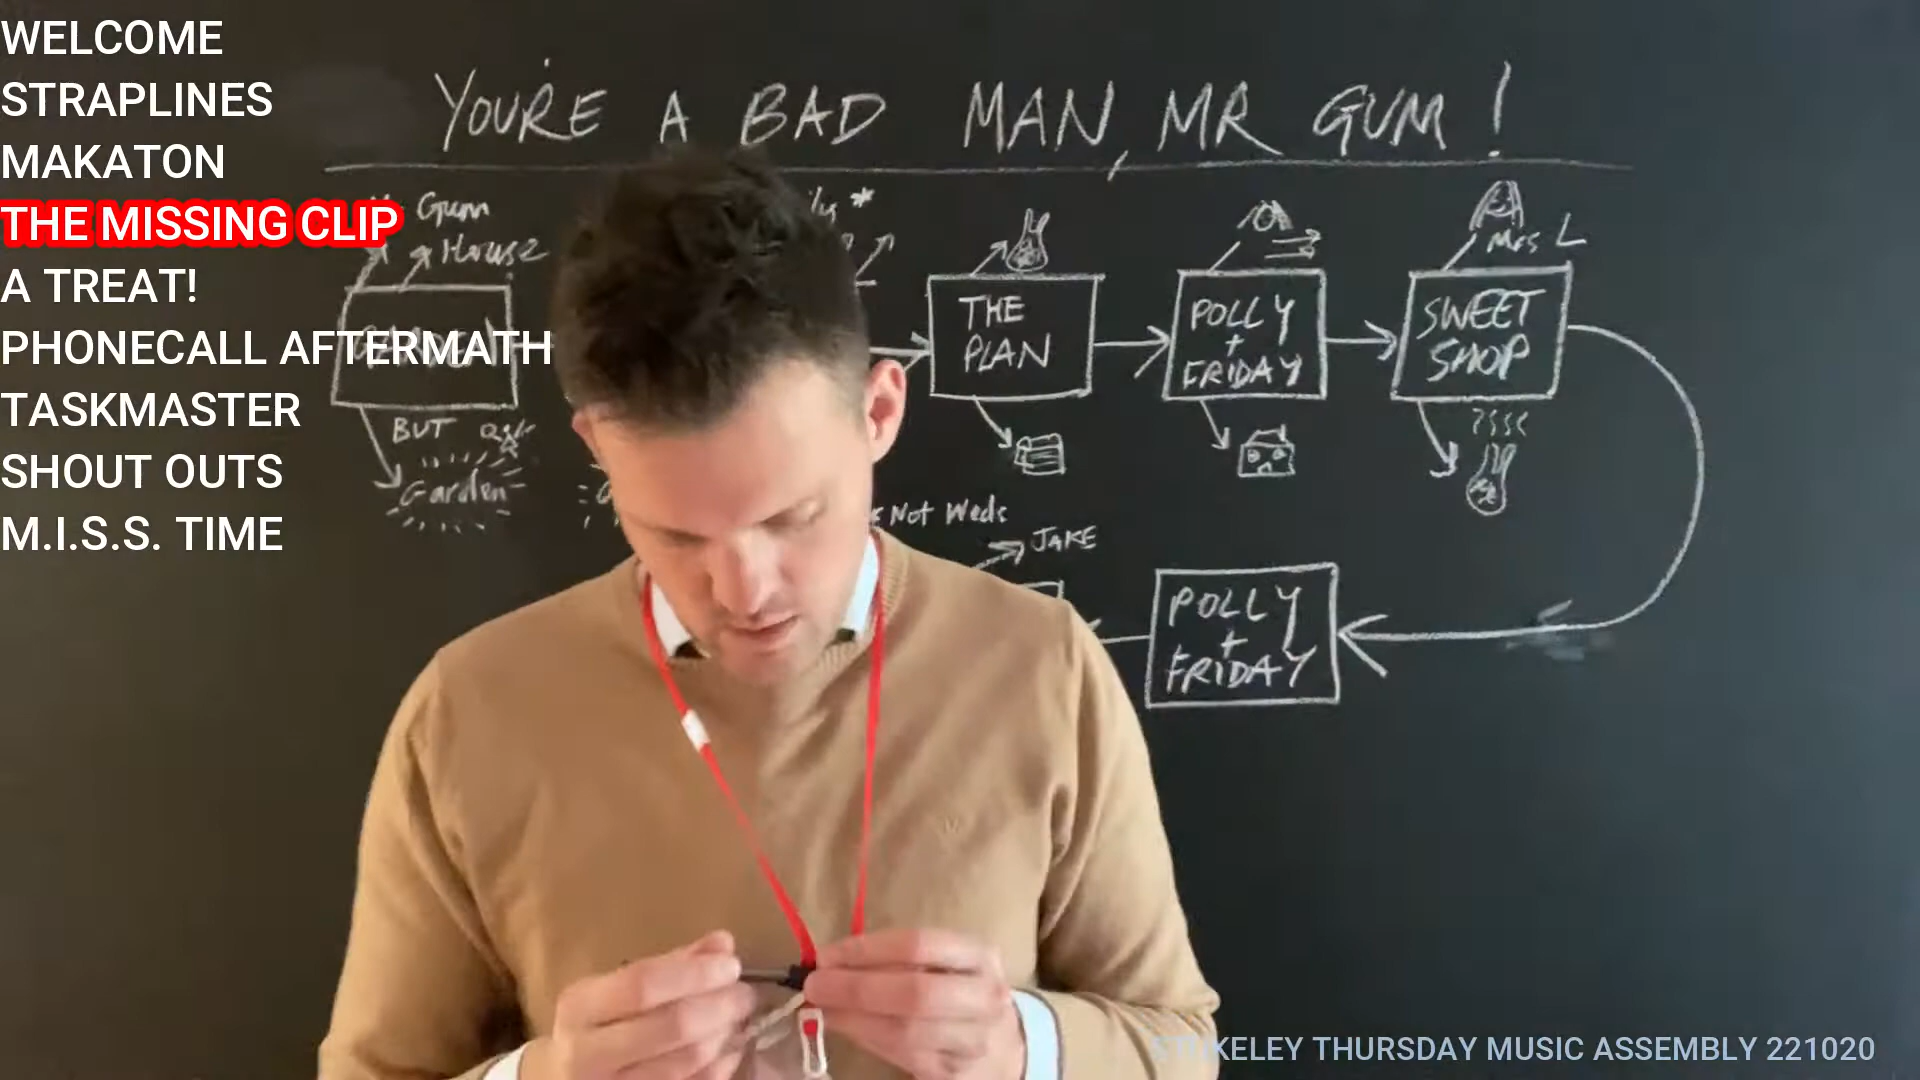 WELCOME
STRAPLINES
MAKATON
THE MISSING CLIP
A TREAT!
PHONECALL AFTERMATH
TASKMASTER
SHOUT OUTS
M.I.S.S. TIME
YOU'RE A BAD MAN, MR GUM!
Gum
House
BUT
Garden
THE
PLAN
POLLY
+
FRIDAY
Mrs L
SWEET
SHOP
Not Weds
JAKE
POLLY
+
FRIDAY
KELEY THURSDAY MUSIC ASSEMBLY 221020